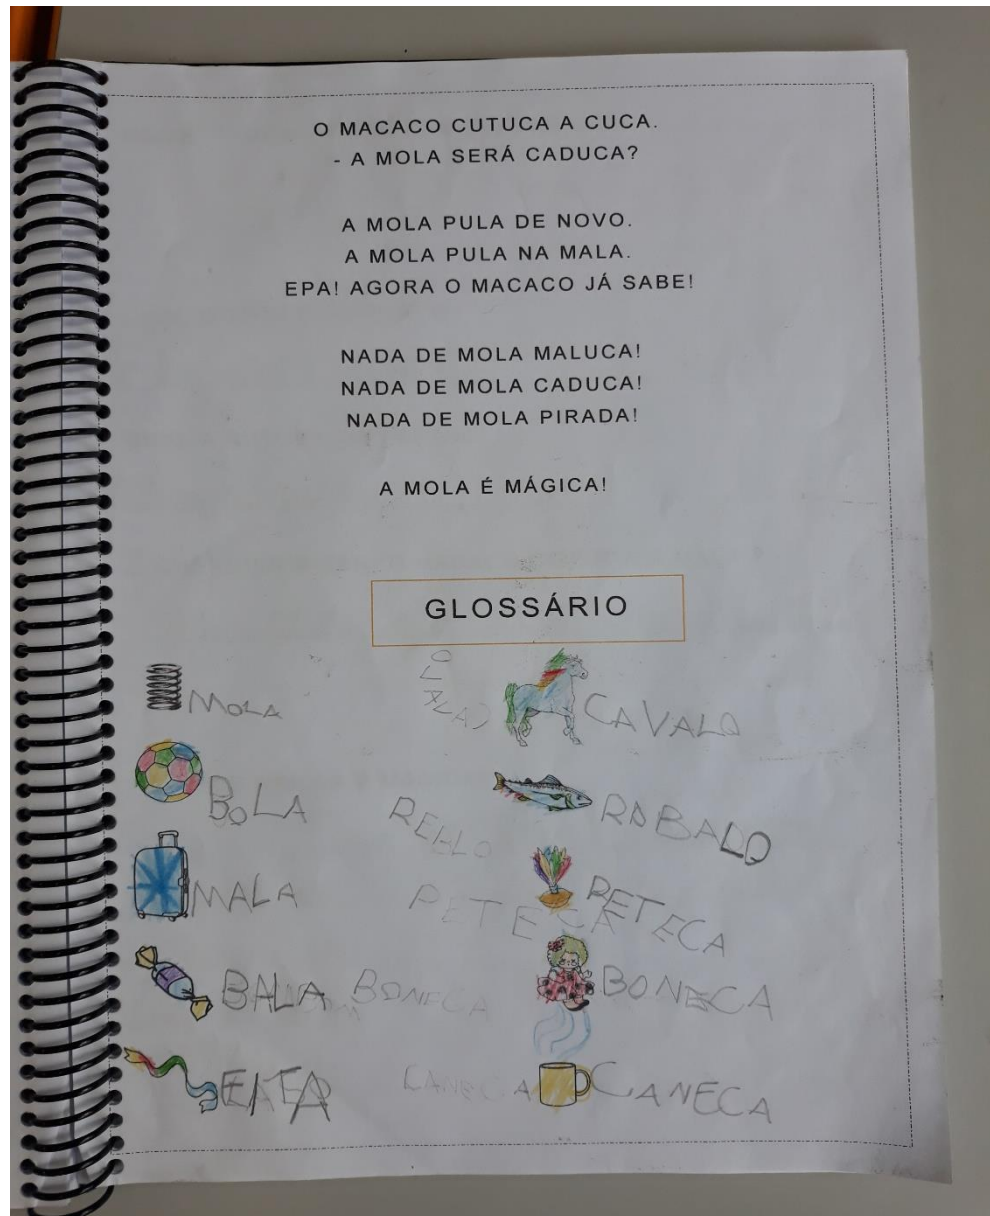 O MACACO CUTUCA A CUCA.
- A MOLA SERÁ CADUCA?
A MOLA PULA DE NOVO.
A MOLA PULA NA MALA.
EPA! AGORA O MACACO JÁ SABE!
NADA DE MOLA MALUCA!
NADA DE MOLA CADUCA!
NADA DE MOLA PIRADA!
A MOLA É MÁGICA!
GLOSSÁRIO
MOLA
CAVALO
BOLA
ROBALO
MALA
PETECA
PETECA
BALA
BONECA
BONECA
CANECA
CANECA